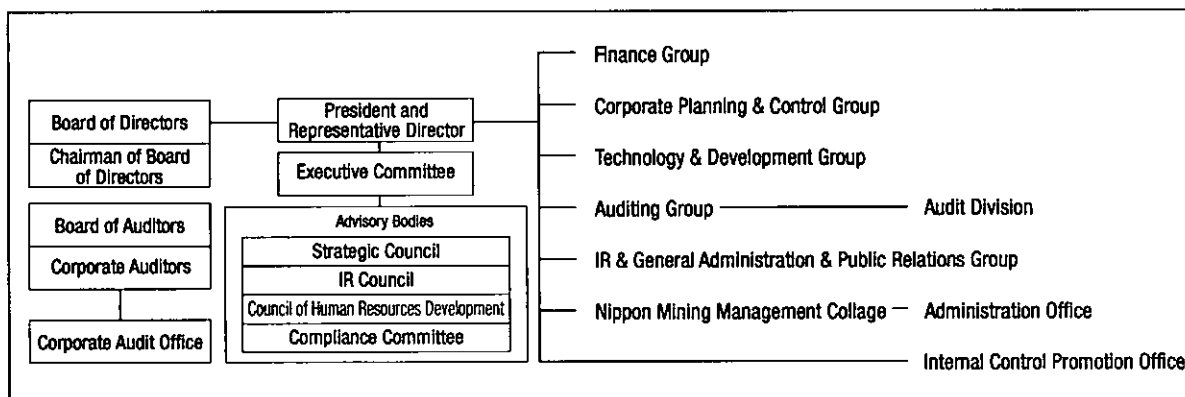 Board of Directors
Chairman of Board
of Directors
Board of Auditors
Corporate Auditors
Corporate Audit Office
President and
Representative Director
Executive Committee
Advisory Bodies
Strategic Council
IR Council
Council of Human Resources Development
Compliance Committee
Finance Group
Corporate Planning & Control Group
Technology & Development Group
Auditing Group
Audit Division
IR & General Administration & Public Relations Group
Nippon Mining Management Collage
Administration Office
Internal Control Promotion Office